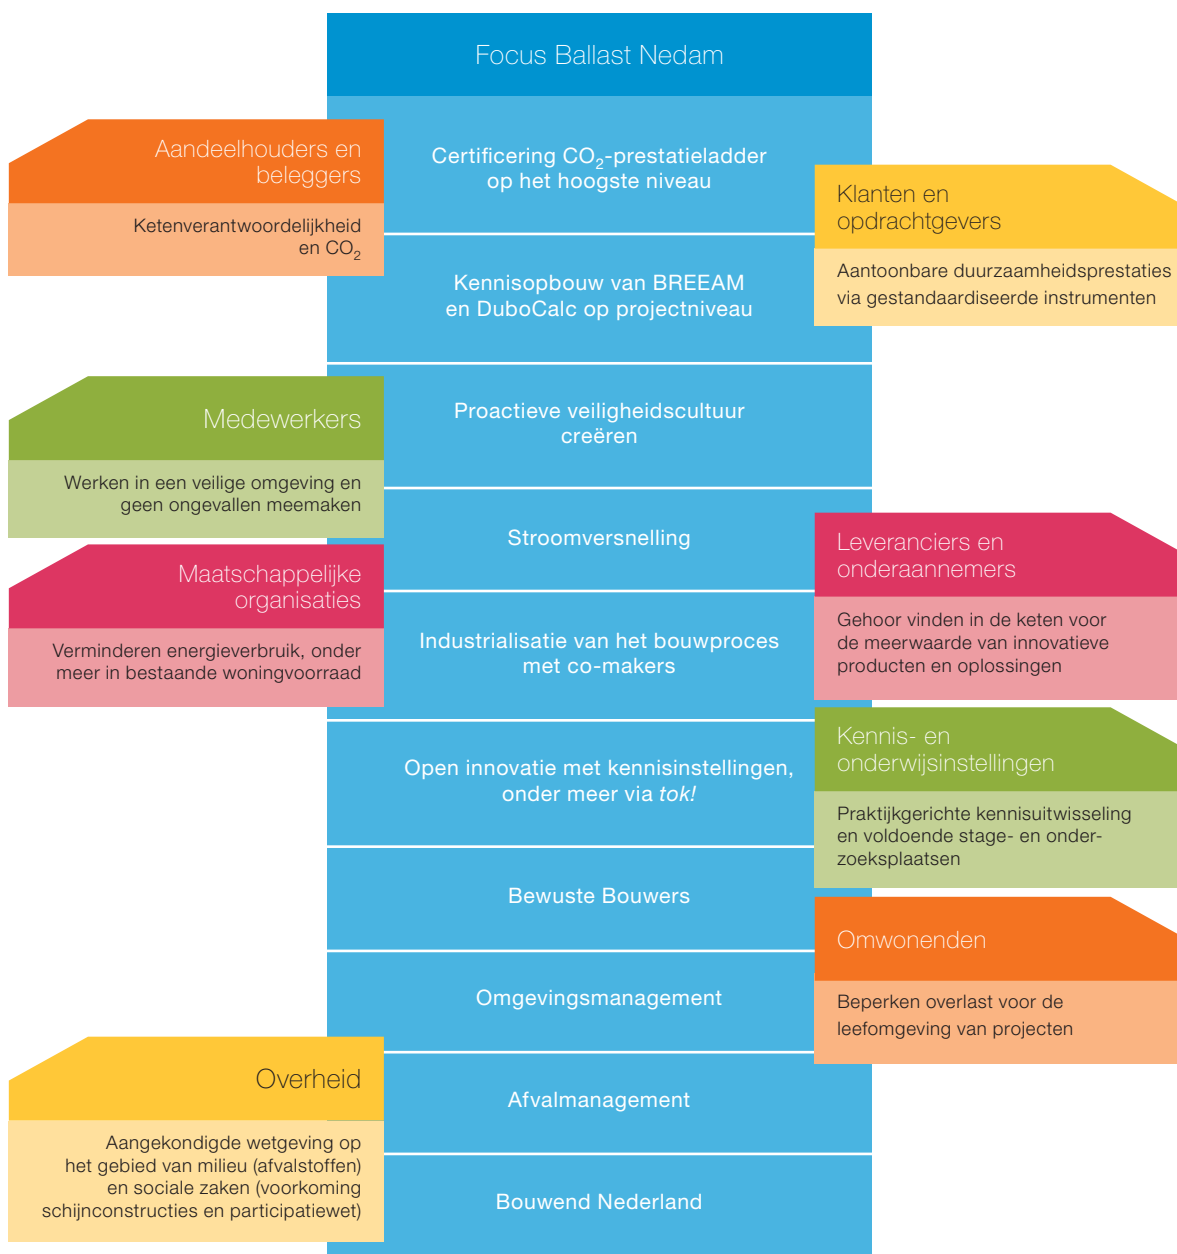 Focus Ballast Nedam
Aandeelhouders en
beleggers
Ketenverantwoordelijkheid
en CO₂
Certificering CO₂-prestatieladder
op het hoogste niveau
Klanten en
opdrachtgevers
Aantoonbare duurzaamheidsprestaties
via gestandaardiseerde instrumenten
Kennisopbouw van BREEAM
en DuboCalc op projectniveau
Medewerkers
Werken in een veilige omgeving en
geen ongevallen meemaken
Proactieve veiligheidscultuur
creëren
Stroomversnelling
Leveranciers en
onderaannemers
Gehoor vinden in de keten voor
de meerwaarde van innovatieve
producten en oplossingen
Maatschappelijke
organisaties
Verminderen energieverbruik, onder
meer in bestaande woningvoorraad
Industrialisatie van het bouwproces
met co-makers
Kennis- en
onderwijsinstellingen
Praktijkgerichte kennisuitwisseling
en voldoende stage- en onder-
zoeksplaatsen
Open innovatie met kennisinstellingen,
onder meer via tok!
Bewuste Bouwers
Omwonenden
Beperken overlast voor de
leefomgeving van projecten
Omgevingsmanagement
Overheid
Aangekondigde wetgeving op
het gebied van milieu (afvalstoffen)
en sociale zaken (voorkoming
schijnconstructies en participatiewet)
Afvalmanagement
Bouwend Nederland